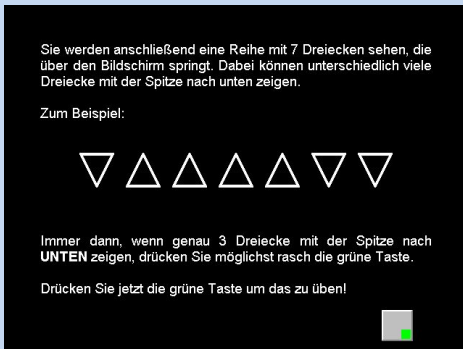 Sie werden anschließend eine Reihe mit 7 Dreiecken sehen, die
über den Bildschirm springt. Dabei können unterschiedlich viele
Dreiecke mit der Spitze nach unten zeigen.
Zum Beispiel:
Immer dann, wenn genau 3 Dreiecke mit der Spitze nach
UNTEN zeigen, drücken Sie möglichst rasch die grüne Taste.
Drücken Sie jetzt die grüne Taste um das zu üben!